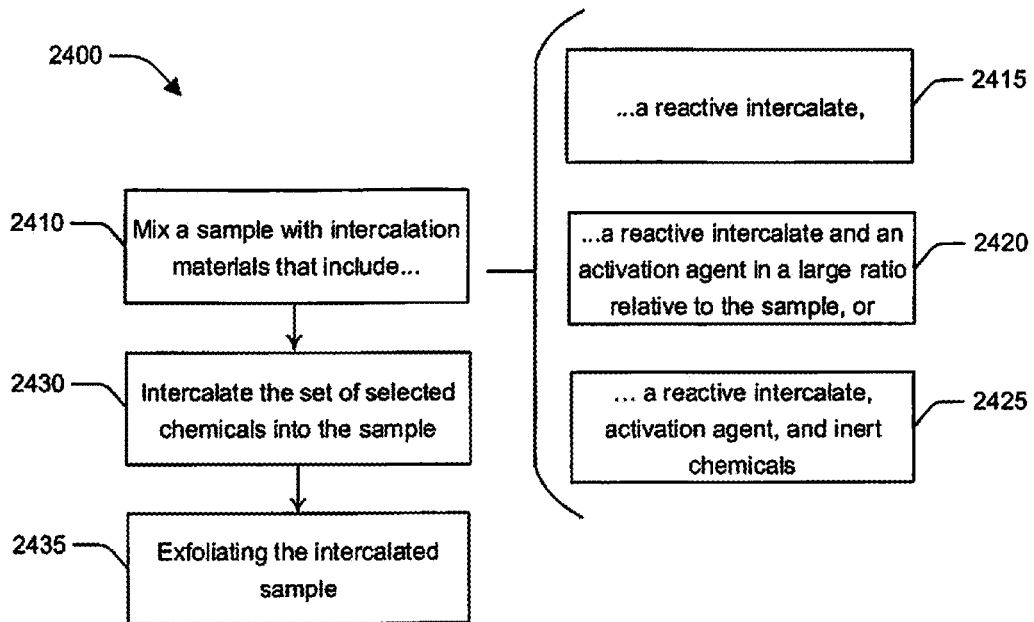 2400
2410
Mix a sample with intercalation
materials that include...
2415
...a reactive intercalate,
2420
...a reactive intercalate and an
activation agent in a large ratio
relative to the sample, or
2425
... a reactive intercalate,
activation agent, and inert
chemicals
2430
Intercalate the set of selected
chemicals into the sample
2435
Exfoliating the intercalated
sample